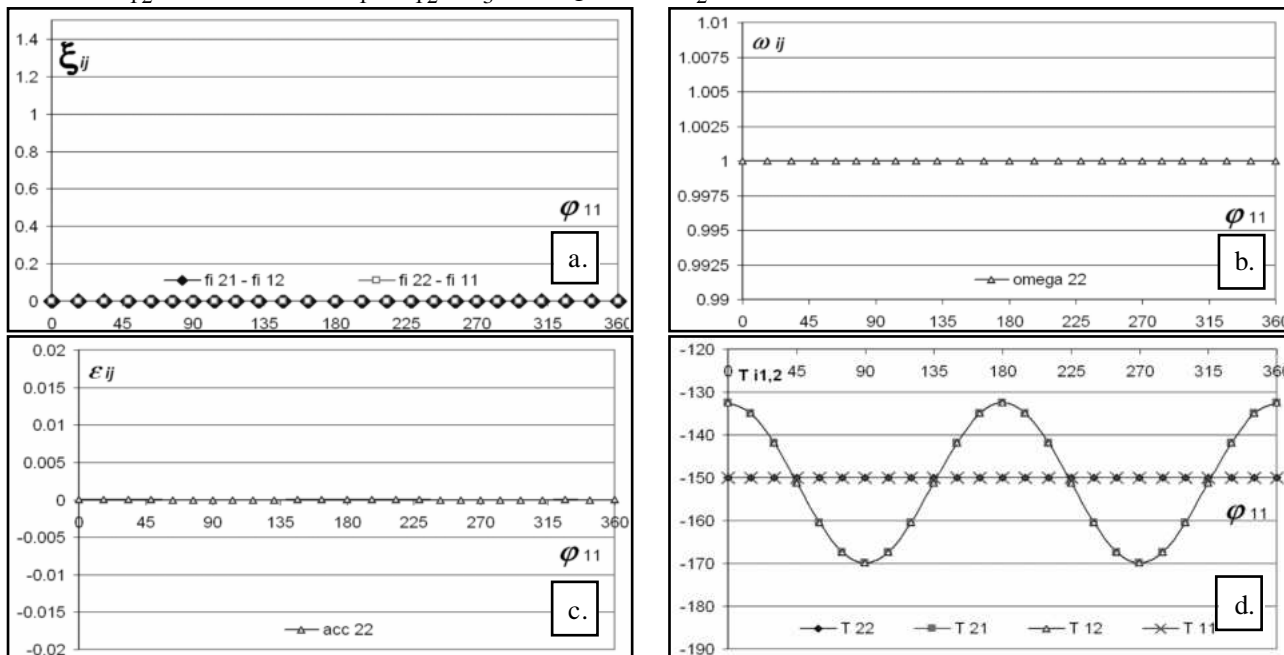 1.4
ξij
1.2
1
0.8
0.6
φ 11
0.4
a.
0.2
fi 21 - fi 12
fi 22 - fi 11
0
0 45 90 135 180 225 270 315 360
1.01
ω ij
1.0075
1.005
1.0025
1
0.9975
φ 11
0.995
b.
0.9925
omega 22
0.99
0 45 90 135 180 225 270 315 360
0.02
ε ij
0.015
0.01
0.005
0
0 45 90 135 180 225 270 315 360
-0.005
φ 11
-0.01
c.
-0.015
acc 22
-0.02
-120
0 T i1,2 45 90 135 180 225 270 315 360
-130
-140
-150
φ 11
-160
-170
d.
-180
T 22 T 21 T 12 T 11
-190